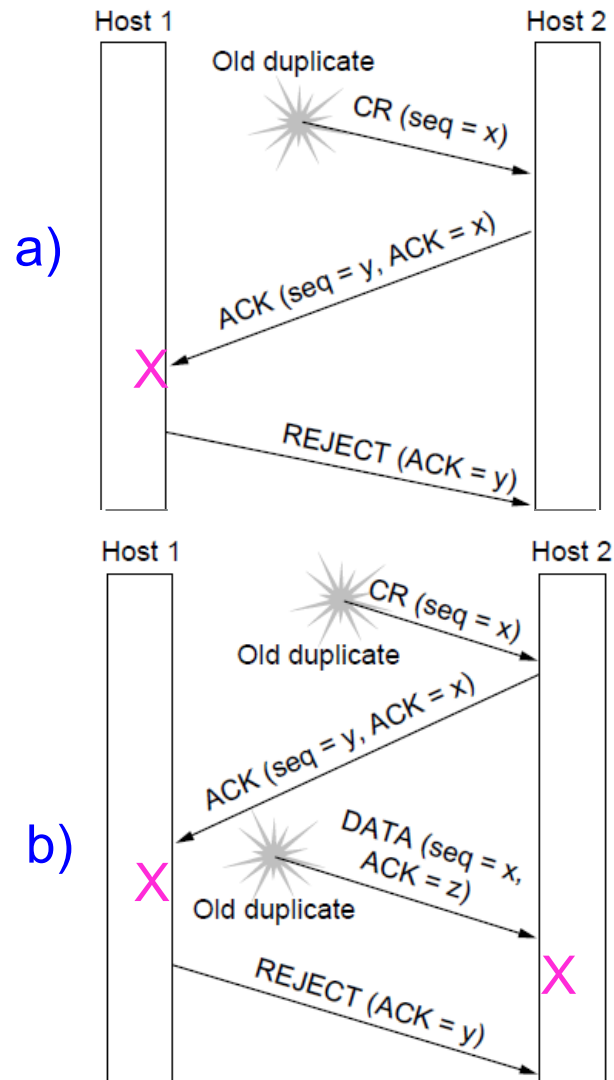 Host 1
Host 2
Old duplicate
CR (seq = x)
a)
ACK (seq = y, ACK = x)
X
REJECT (ACK = y)
Host 1
Host 2
CR (seq = x)
Old duplicate
ACK (seq = y, ACK = x)
b)
DATA (seq = x,
ACK = z)
X
Old duplicate
X
REJECT (ACK = y)